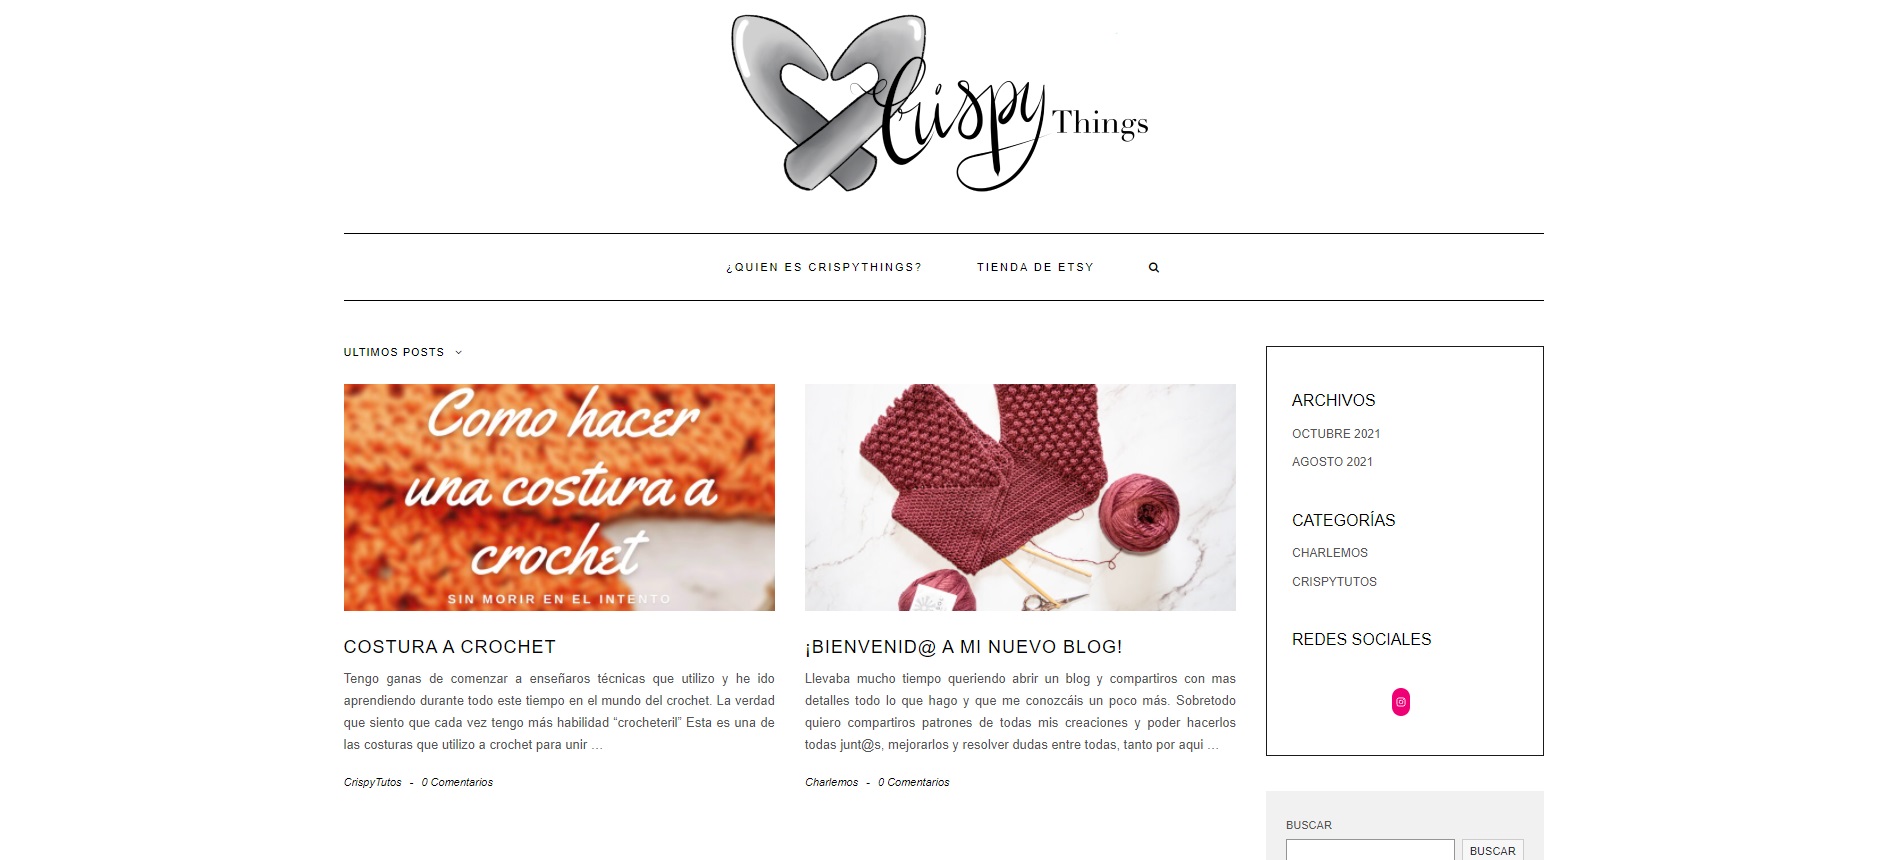 Crispy Things
¿QUIEN ES CRISPYTHINGS?
TIENDA DE ETSY
ULTIMOS POSTS
Como hacer
una costura a
crochet
SIN MORIR EN EL INTENTO
COSTURA A CROCHET
Tengo ganas de comenzar a enseñaros técnicas que utilizo y he ido
aprendiendo durante todo este tiempo en el mundo del crochet. La verdad
que siento que cada vez tengo más habilidad “crocheteril” Esta es una de
las costuras que utilizo a crochet para unir …
CrispyTutos - 0 Comentarios
¡BIENVENID@ A MI NUEVO BLOG!
Llevaba mucho tiempo queriendo abrir un blog y compartiros con mas
detalles todo lo que hago y que me conozcáis un poco más. Sobretodo
quiero compartiros patrones de todas mis creaciones y poder hacerlos
todas junt@s, mejorarlos y resolver dudas entre todas, tanto por aqui …
Charlemos - 0 Comentarios
ARCHIVOS
OCTUBRE 2021
AGOSTO 2021
CATEGORÍAS
CHARLEMOS
CRISPYTUTOS
REDES SOCIALES
BUSCAR
BUSCAR